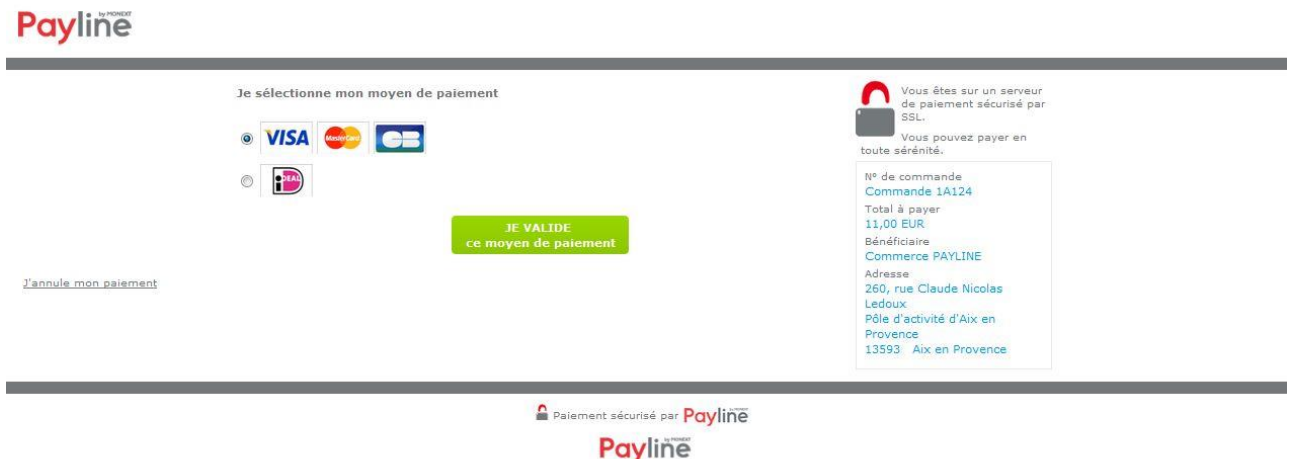 Payline by MONEXT
Je sélectionne mon moyen de paiement
VISA MasterCard CB
iDEAL
JE VALIDE
ce moyen de paiement
J'annule mon paiement
Vous êtes sur un serveur
de paiement sécurisé par
SSL.
Vous pouvez payer en
toute sérénité.
N° de commande
Commande 1A124
Total à payer
11,00 EUR
Bénéficiaire
Commerce PAYLINE
Adresse
260, rue Claude Nicolas
Ledoux
Pôle d'activité d'Aix en
Provence
13593 Aix en Provence
Paiement sécurisé par Payline by MONEXT
Payline by MONEXT